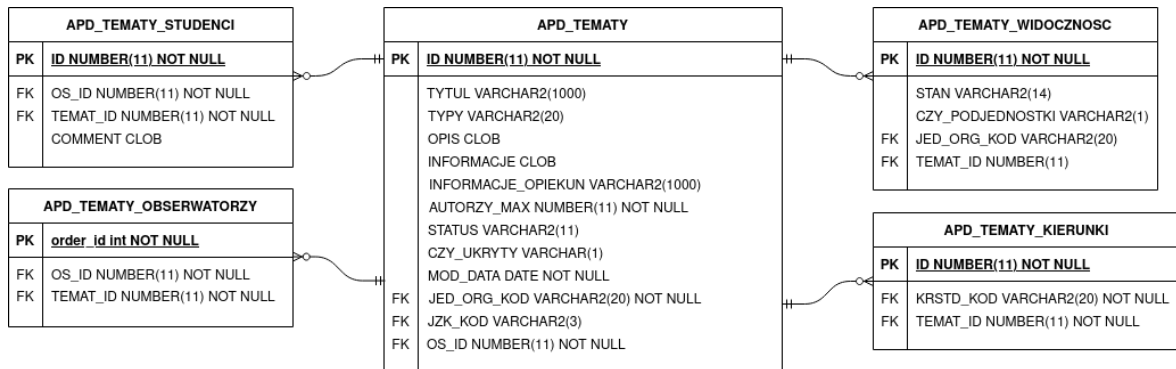 APD_TEMATY_STUDENCI
PK ID NUMBER(11) NOT NULL
FK OS_ID NUMBER(11) NOT NULL
FK TEMAT_ID NUMBER(11) NOT NULL
COMMENT CLOB
APD_TEMATY_OBSERWATORZY
PK order_id int NOT NULL
FK OS_ID NUMBER(11) NOT NULL
FK TEMAT_ID NUMBER(11) NOT NULL
APD_TEMATY
PK ID NUMBER(11) NOT NULL
TYTUL VARCHAR2(1000)
TYPY VARCHAR2(20)
OPIS CLOB
INFORMACJE CLOB
INFORMACJE_OPIEKUN VARCHAR2(1000)
AUTORZY_MAX NUMBER(11) NOT NULL
STATUS VARCHAR2(11)
CZY_UKRYTY VARCHAR(1)
MOD_DATA DATE NOT NULL
FK JED_ORG_KOD VARCHAR2(20) NOT NULL
FK JZK_KOD VARCHAR2(3)
FK OS_ID NUMBER(11) NOT NULL
APD_TEMATY_WIDOCZNOSC
PK ID NUMBER(11) NOT NULL
STAN VARCHAR2(14)
CZY_PODJEDNOSTKI VARCHAR2(1)
FK JED_ORG_KOD VARCHAR2(20)
FK TEMAT_ID NUMBER(11)
APD_TEMATY_KIERUNKI
PK ID NUMBER(11) NOT NULL
FK KRSTD_KOD VARCHAR2(20) NOT NULL
FK TEMAT_ID NUMBER(11) NOT NULL